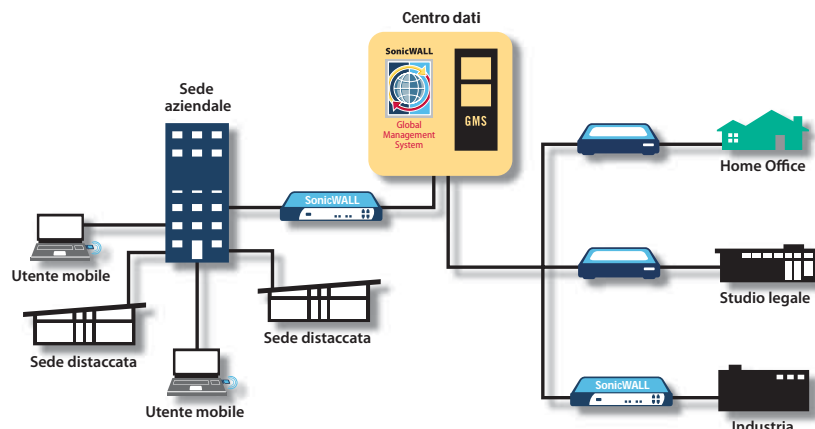 Centro dati
SonicWALL
Global
Management
System
GMS
Sede
aziendale
SonicWALL
Utente mobile
Sede distaccata
Sede distaccata
Utente mobile
Home Office
Studio legale
SonicWALL
Industria